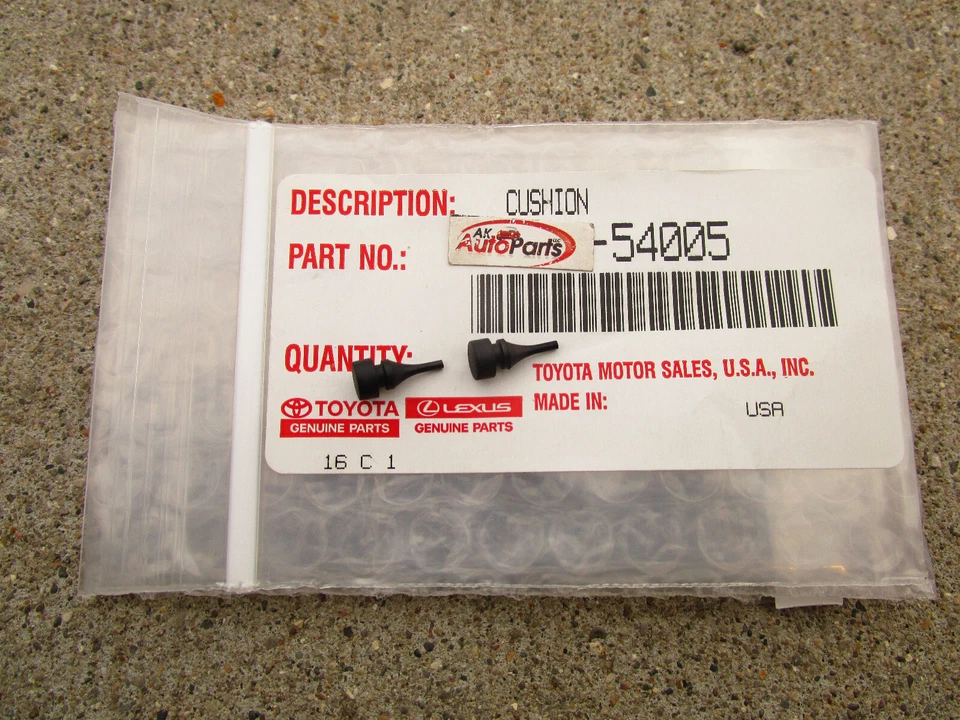 DESCRIPTION: CUSHION
AK
AutoParts LLC
PART NO.: -54005
QUANTITY:
TOYOTA MOTOR SALES, U.S.A., INC.
TOYOTA LEXUS MADE IN: USA
GENUINE PARTS GENUINE PARTS
16 C 1